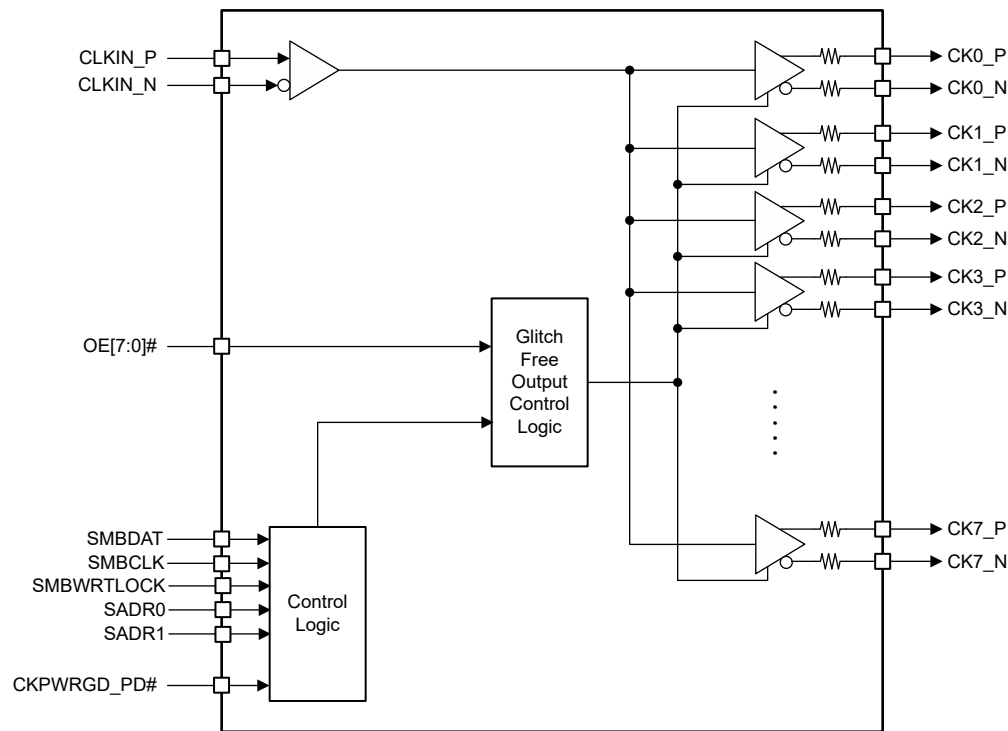 CLKIN_P
CLKIN_N
CK0_P
CK0_N
CK1_P
CK1_N
CK2_P
CK2_N
CK3_P
CK3_N
OE[7:0]#
Glitch
Free
Output
Control
Logic
SMBDAT
SMBCLK
SMBWRTLOCK
SADR0
SADR1
CKPWRGD_PD#
Control
Logic
CK7_P
CK7_N